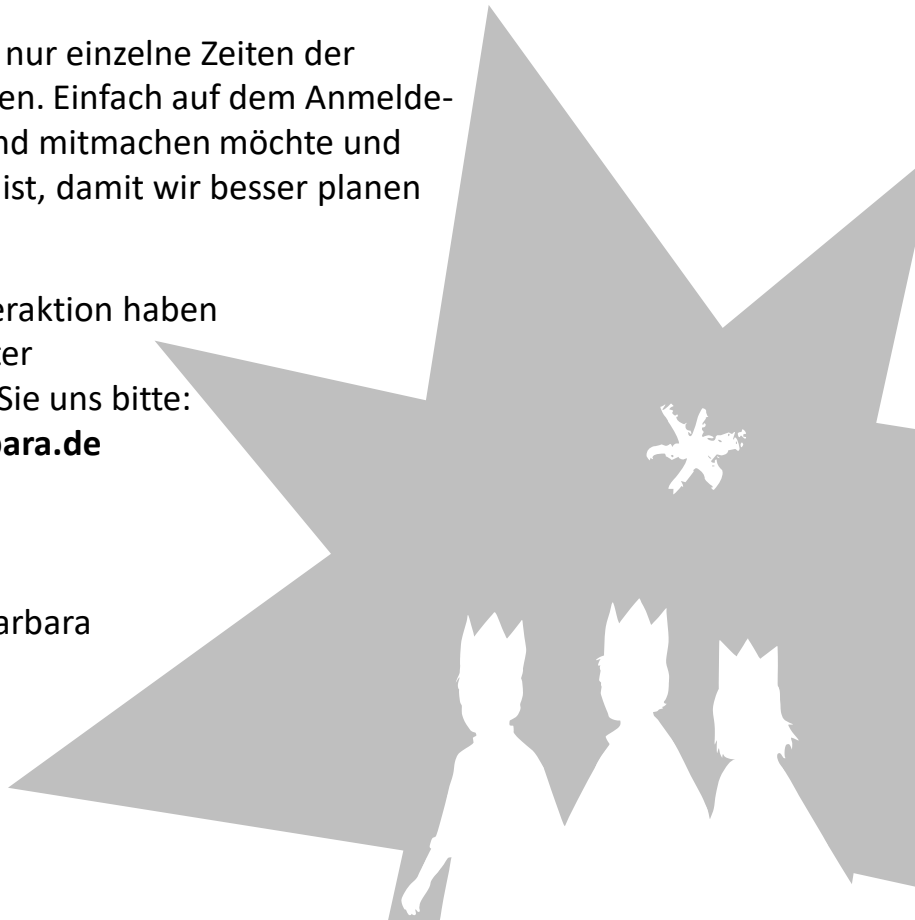 nur einzelne Zeiten der
en. Einfach auf dem Anmelde-
nd mitmachen möchte und
ist, damit wir besser planen
eraktion haben
er
Sie uns bitte:
bara.de
arbara